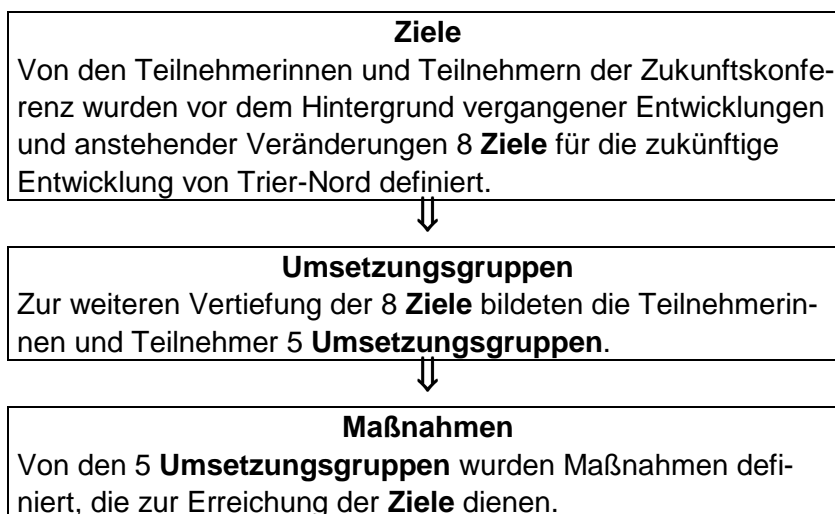 Ziele
Von den Teilnehmerinnen und Teilnehmern der Zukunftskonfe-
renz wurden vor dem Hintergrund vergangener Entwicklungen
und anstehender Veränderungen 8 Ziele für die zukünftige
Entwicklung von Trier-Nord definiert.
⇓
Umsetzungsgruppen
Zur weiteren Vertiefung der 8 Ziele bildeten die Teilnehmerin-
nen und Teilnehmer 5 Umsetzungsgruppen.
⇓
Maßnahmen
Von den 5 Umsetzungsgruppen wurden Maßnahmen defi-
niert, die zur Erreichung der Ziele dienen.